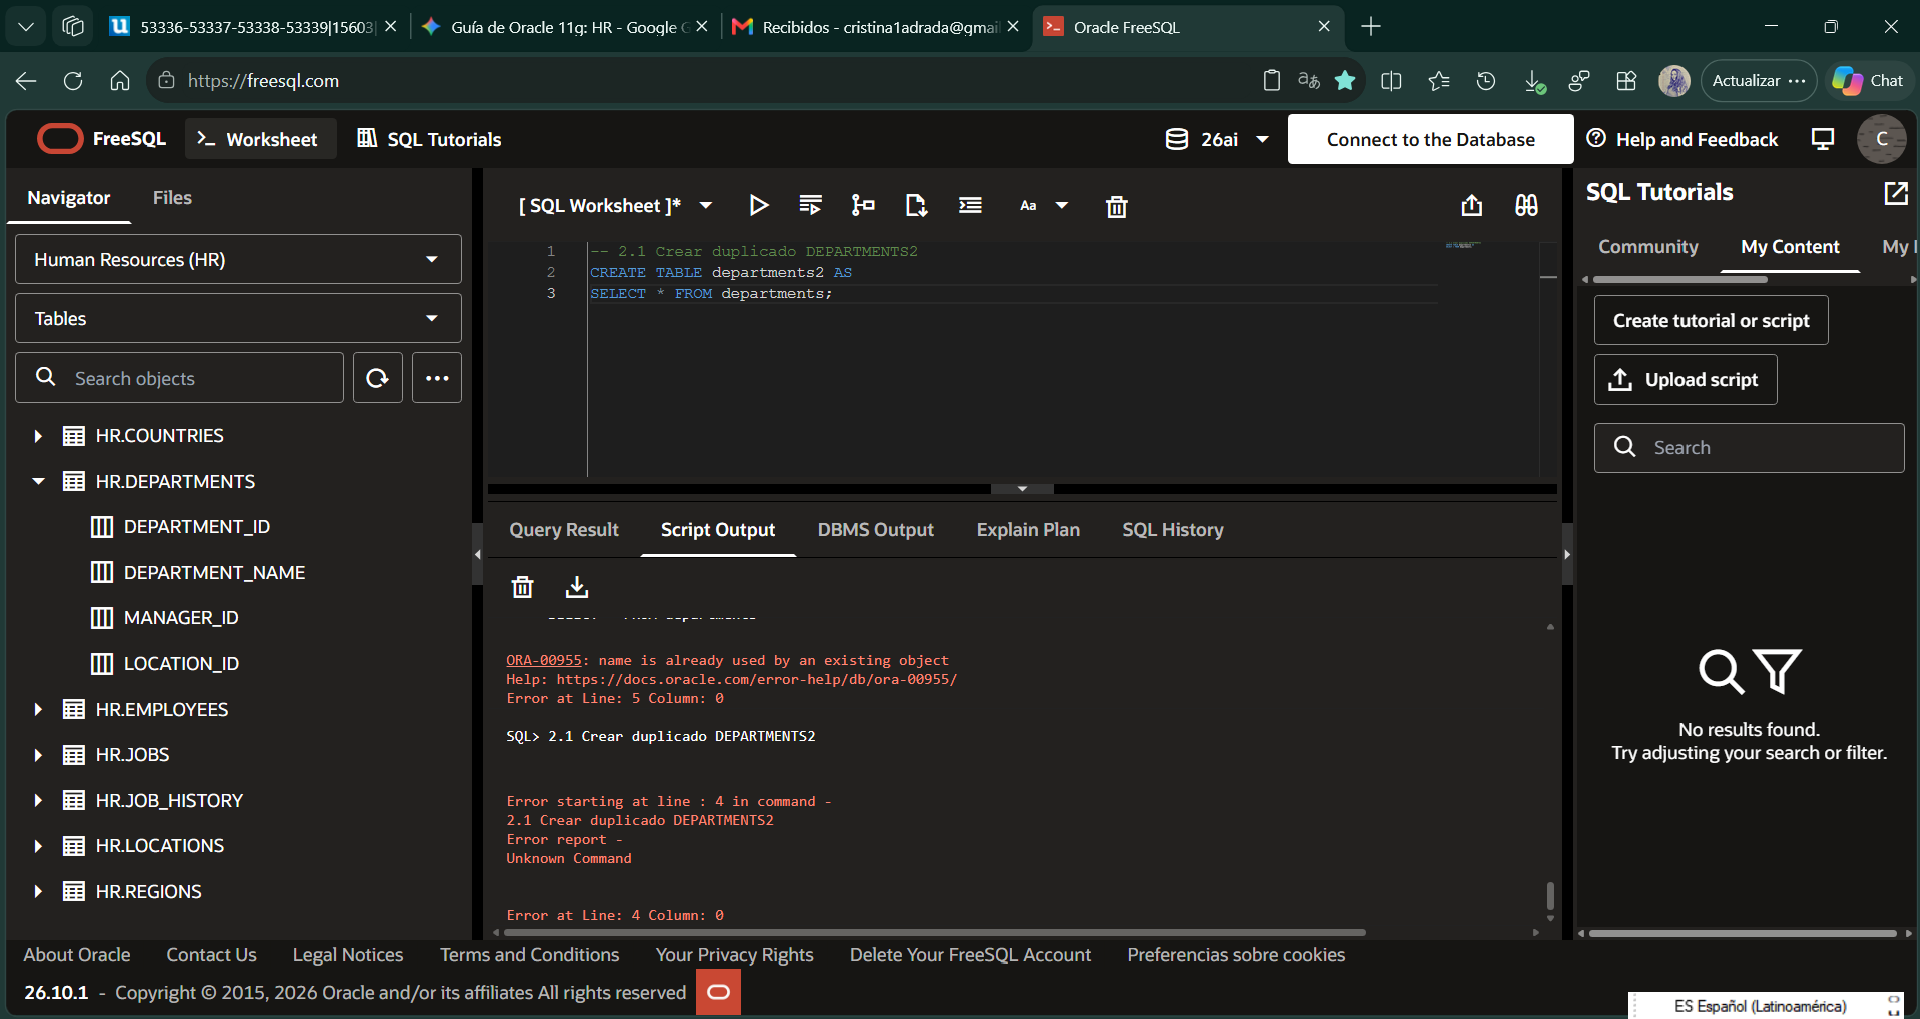 53336-53337-53338-53339|15603|
Guía de Oracle 11g: HR - Google G
Recibidos - cristina1adrada@gmai
Oracle FreeSQL
https://freesql.com
Actualizar
Chat
FreeSQL
Worksheet
SQL Tutorials
26ai
Connect to the Database
Help and Feedback
C
Navigator
Files
Human Resources (HR)
Tables
Search objects
HR.COUNTRIES
HR.DEPARTMENTS
DEPARTMENT_ID
DEPARTMENT_NAME
MANAGER_ID
LOCATION_ID
HR.EMPLOYEES
HR.JOBS
HR.JOB_HISTORY
HR.LOCATIONS
HR.REGIONS
[ SQL Worksheet ]*
Aa
1 -- 2.1 Crear duplicado DEPARTMENTS2
2 CREATE TABLE departments2 AS
3 SELECT * FROM departments;
Query Result
Script Output
DBMS Output
Explain Plan
SQL History
ORA-00955: name is already used by an existing object
Help: https://docs.oracle.com/error-help/db/ora-00955/
Error at Line: 5 Column: 0
SQL> 2.1 Crear duplicado DEPARTMENTS2
Error starting at line : 4 in command -
2.1 Crear duplicado DEPARTMENTS2
Error report -
Unknown Command
Error at Line: 4 Column: 0
SQL Tutorials
Community
My Content
My
Create tutorial or script
Upload script
Search
No results found.
Try adjusting your search or filter.
About Oracle
Contact Us
Legal Notices
Terms and Conditions
Your Privacy Rights
Delete Your FreeSQL Account
Preferencias sobre cookies
26.10.1 - Copyright © 2015, 2026 Oracle and/or its affiliates All rights reserved
ES Español (Latinoamérica)